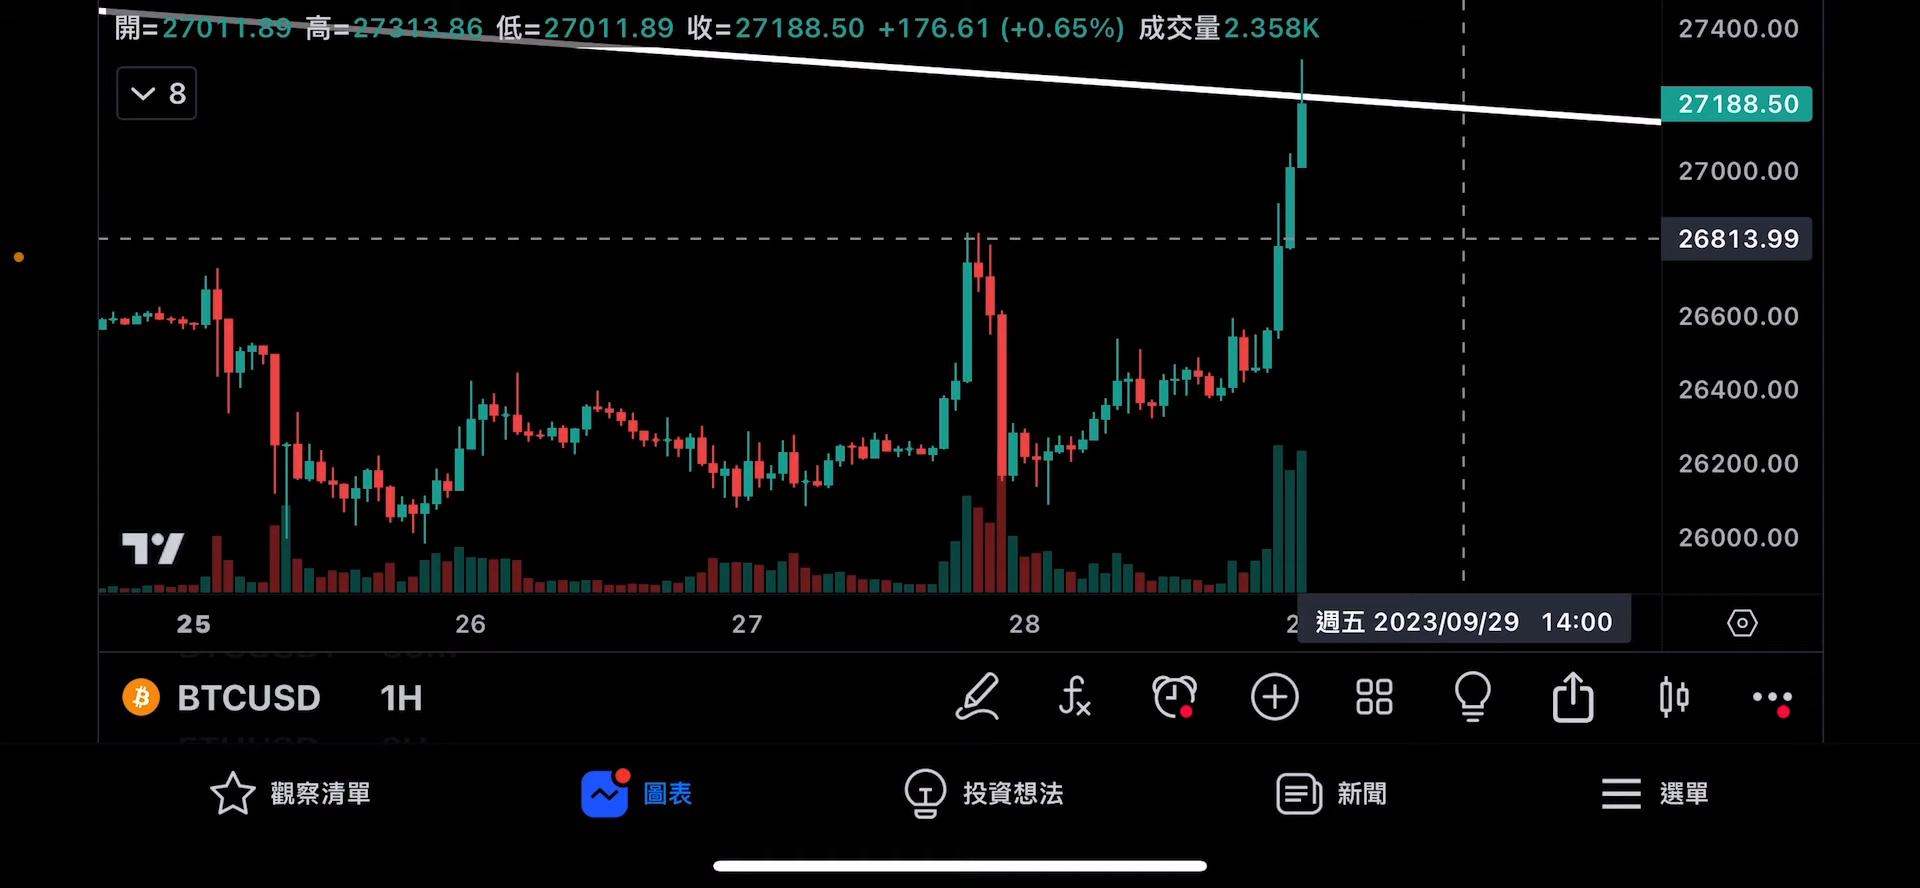 開=27011.89 高=27313.86 低=27011.89 收=27188.50 +176.61 (+0.65%) 成交量2.358K
8
27400.00
27188.50
27000.00
26813.99
26600.00
26400.00
26200.00
26000.00
25 26 27 28 2 週五 2023/09/29 14:00
BTCUSD 1H
觀察清單 圖表 投資想法 新聞 選單